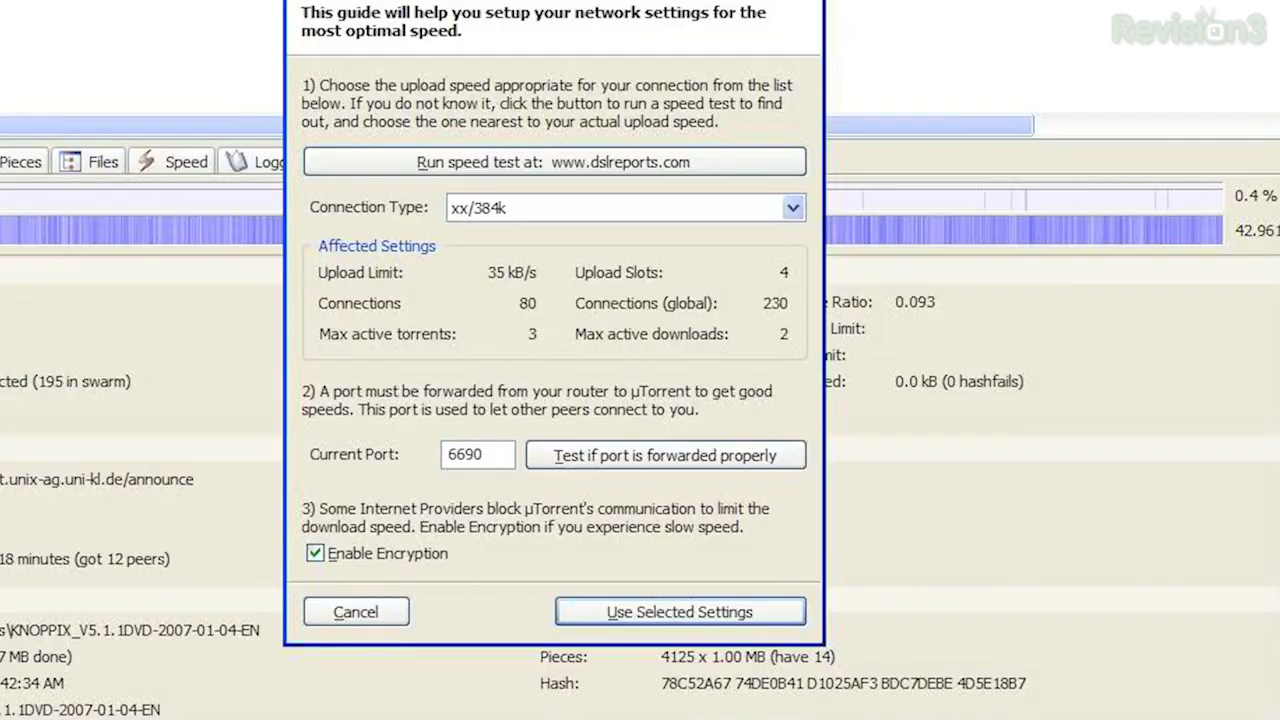 This guide will help you setup your network settings for the
most optimal speed.
Revision3
1) Choose the upload speed appropriate for your connection from the list
below. If you do not know it, click the button to run a speed test to find
out, and choose the one nearest to your actual upload speed.
Pieces Files Speed Logg
Run speed test at: www.dslreports.com
0.4 %
Connection Type: xx/384k
42.961
Affected Settings
Upload Limit: 35 kB/s Upload Slots: 4
Connections 80 Connections (global): 230
e Ratio: 0.093
Max active torrents: 3 Max active downloads: 2
Limit:
mit:
cted (195 in swarm)
ed: 0.0 kB (0 hashfails)
2) A port must be forwarded from your router to µTorrent to get good
speeds. This port is used to let other peers connect to you.
Current Port: 6690 Test if port is forwarded properly
t.unix-ag.uni-kl.de/announce
3) Some Internet Providers block µTorrent's communication to limit the
download speed. Enable Encryption if you experience slow speed.
Enable Encryption
18 minutes (got 12 peers)
Cancel Use Selected Settings
s\KNOPPIX_V5.1.1DVD-2007-01-04-EN
7 MB done) Pieces: 4125 x 1.00 MB (have 14)
42:34 AM Hash: 78C52A67 74DE0B41 D1025AF3 BDC7DEBE 4D5E18B7
.1.1DVD-2007-01-04-EN